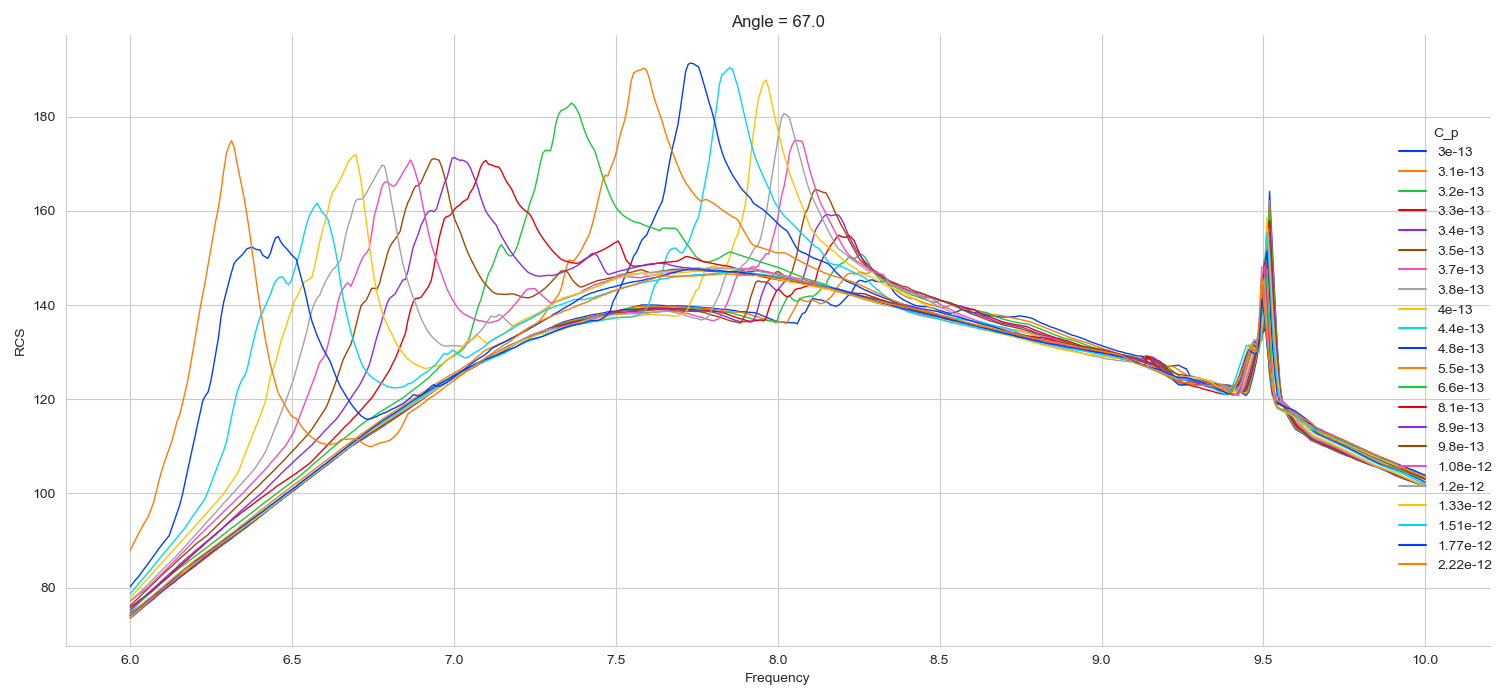 Angle = 67.0
RCS
180
160
140
120
100
80
6.0
6.5
7.0
7.5
8.0
8.5
9.0
9.5
10.0
Frequency
C_p
3e-13
3.1e-13
3.2e-13
3.3e-13
3.4e-13
3.5e-13
3.7e-13
3.8e-13
4e-13
4.4e-13
4.8e-13
5.5e-13
6.6e-13
8.1e-13
8.9e-13
9.8e-13
1.08e-12
1.2e-12
1.33e-12
1.51e-12
1.77e-12
2.22e-12